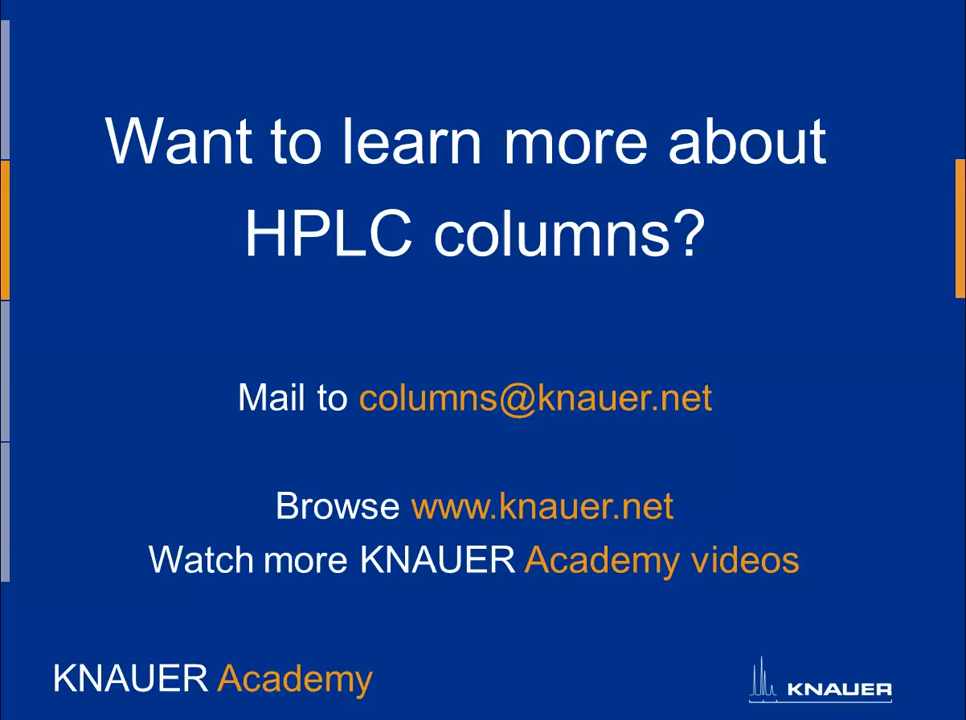 Want to learn more about
HPLC columns?
Mail to columns@knauer.net
Browse www.knauer.net
Watch more KNAUER Academy videos
KNAUER Academy
KNAUER